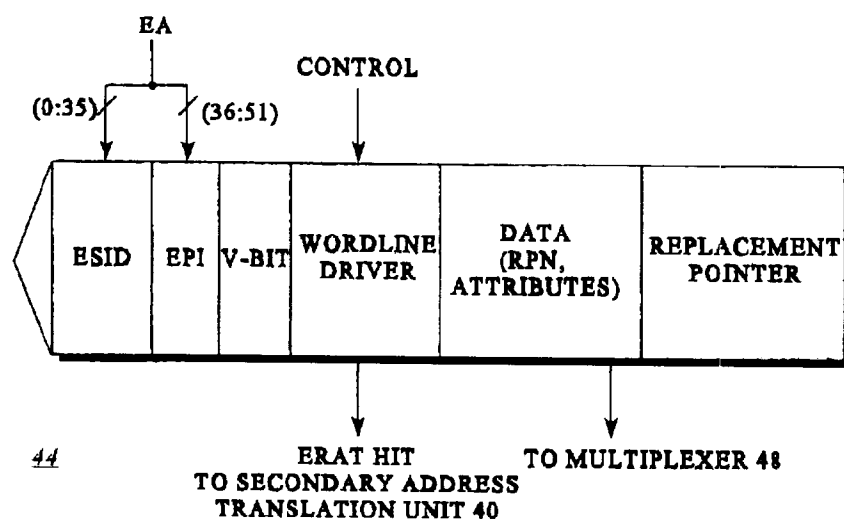 EA
CONTROL
(0:35)
(36:51)
ESID
EPI
V-BIT
WORDLINE
DRIVER
DATA
(RPN,
ATTRIBUTES)
REPLACEMENT
POINTER
44
ERAT HIT
TO SECONDARY ADDRESS
TRANSLATION UNIT 40
TO MULTIPLEXER 48